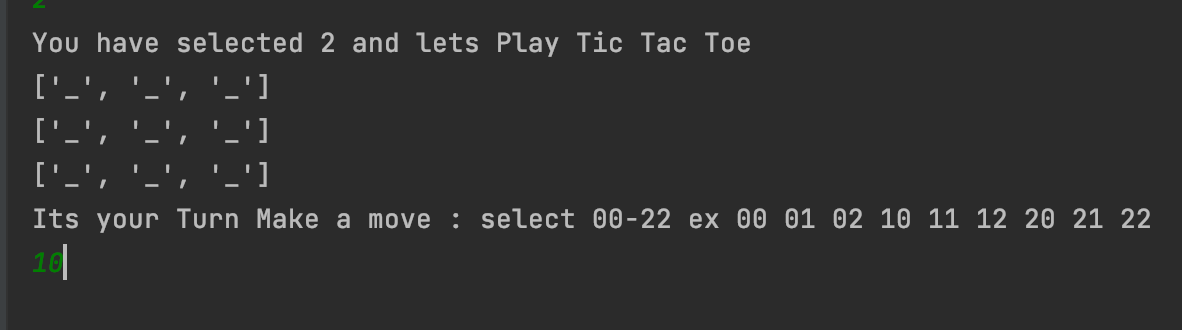 2
You have selected 2 and lets Play Tic Tac Toe
['_', '_', '_']
['_', '_', '_']
['_', '_', '_']
Its your Turn Make a move : select 00-22 ex 00 01 02 10 11 12 20 21 22
10